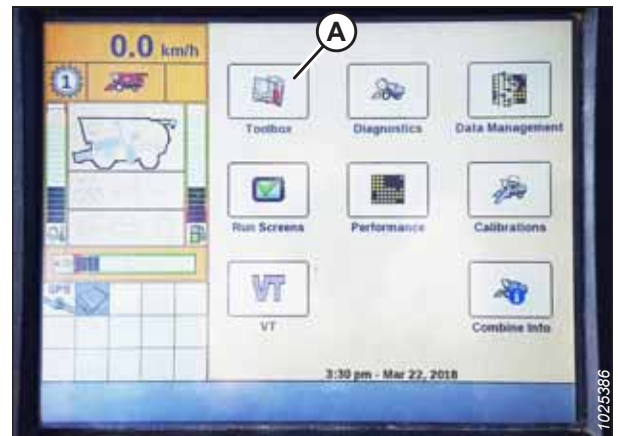 0.0 km/h
A
1
Toolbox
Diagnostics
Data Management
Run Screens
Performance
Calibrations
GPS
VT
VT
Combine Info
3:30 pm - Mar 22, 2018
1025386